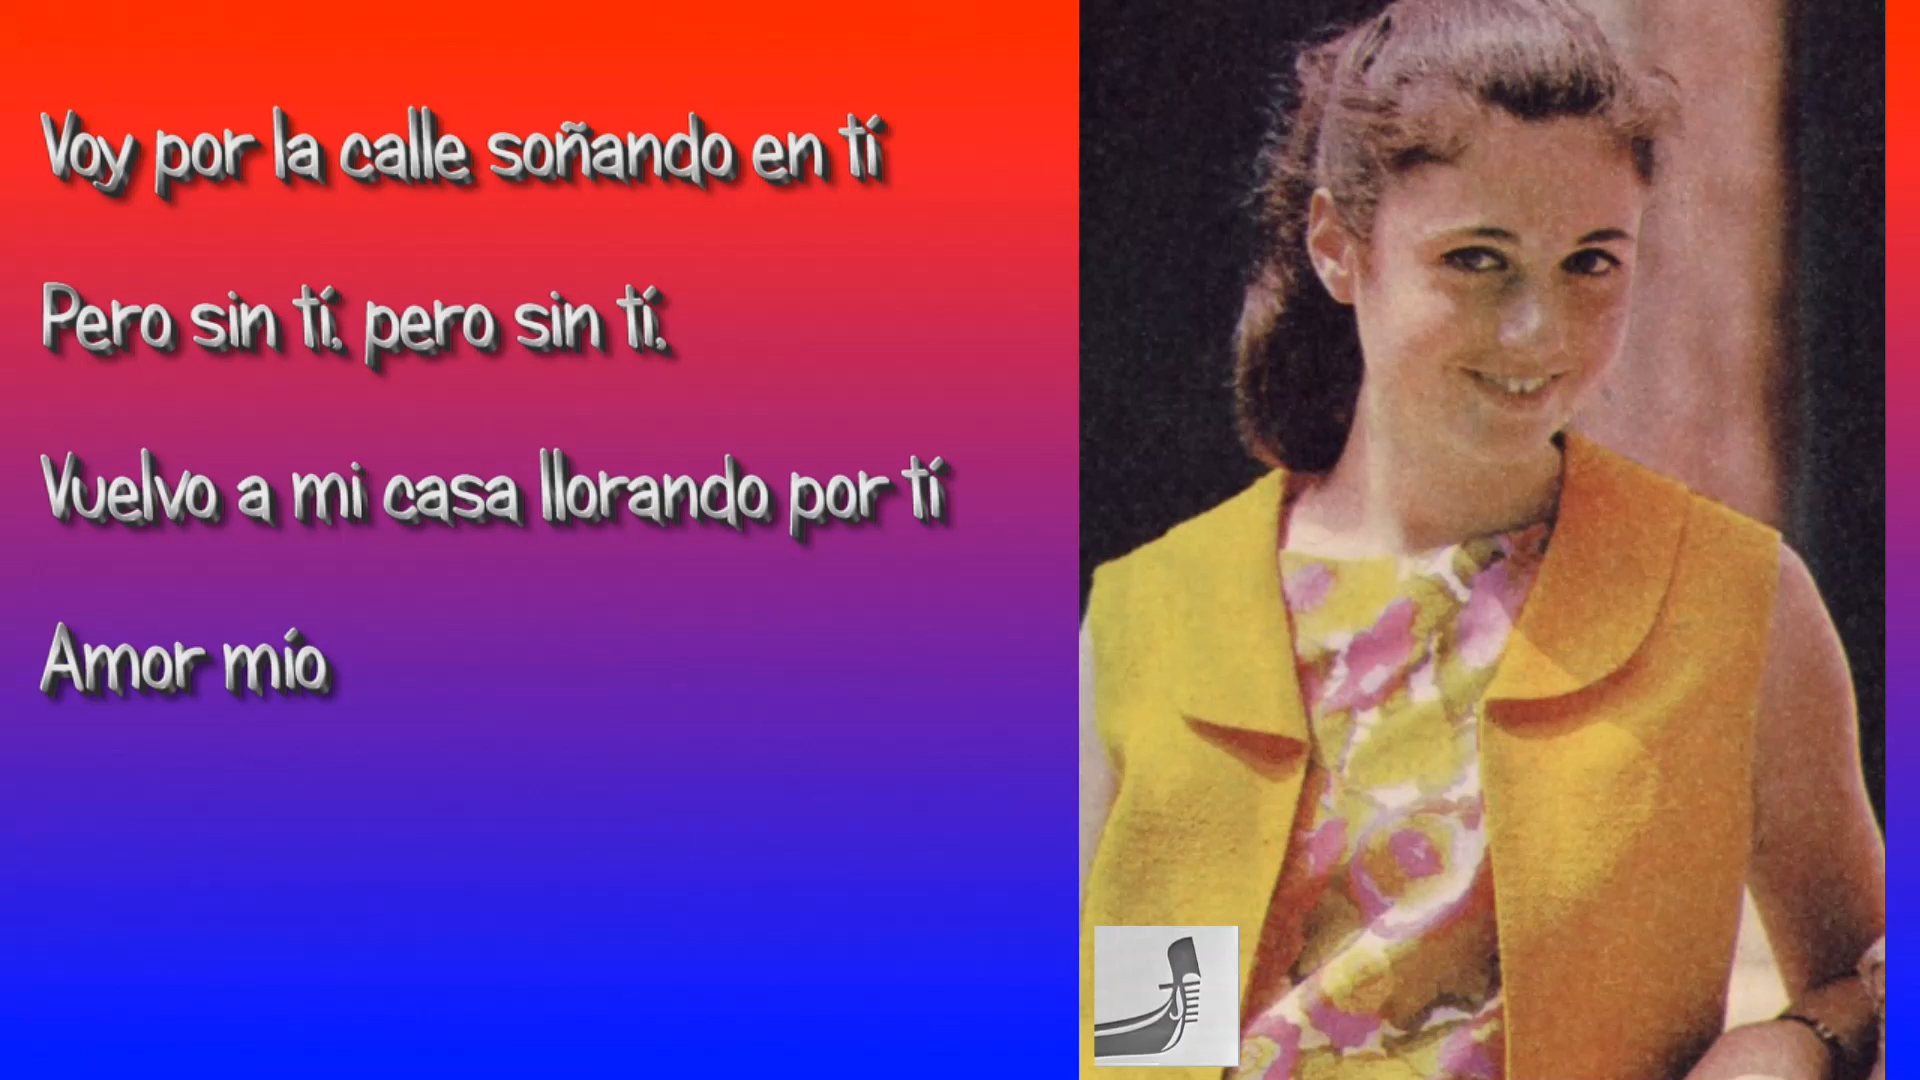 Voy por la calle soñando en tí
Pero sin tí, pero sin tí,
Vuelvo a mi casa llorando por tí
Amor mío